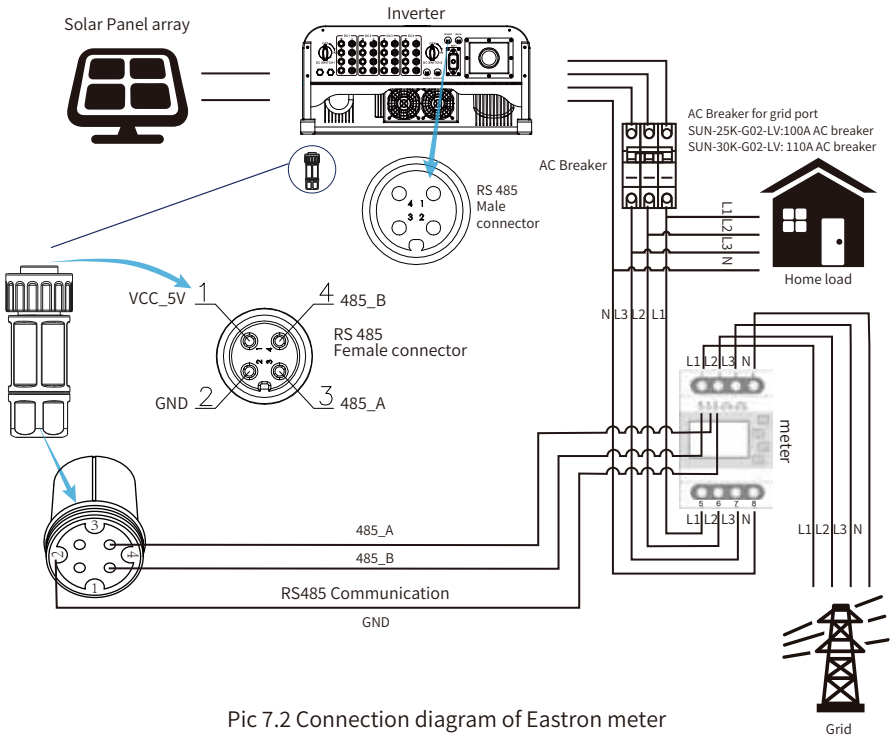 Inverter
Solar Panel array
AC Breaker for grid port
SUN-25K-G02-LV:100A AC breaker
SUN-30K-G02-LV: 110A AC breaker
AC Breaker
RS 485
Male
connector
4 1
3 2
L1
L2
L3
N
Home load
VCC_5V 1
4 485_B
RS 485
Female connector
1 4
2 3
GND 2
3 485_A
N L3 L2 L1
L1 L2 L3 N
meter
5 6 7 8
L1 L2 L3 N
L1 L2 L3 N
3
2 4
1
485_A
485_B
RS485 Communication
GND
Grid
Pic 7.2 Connection diagram of Eastron meter